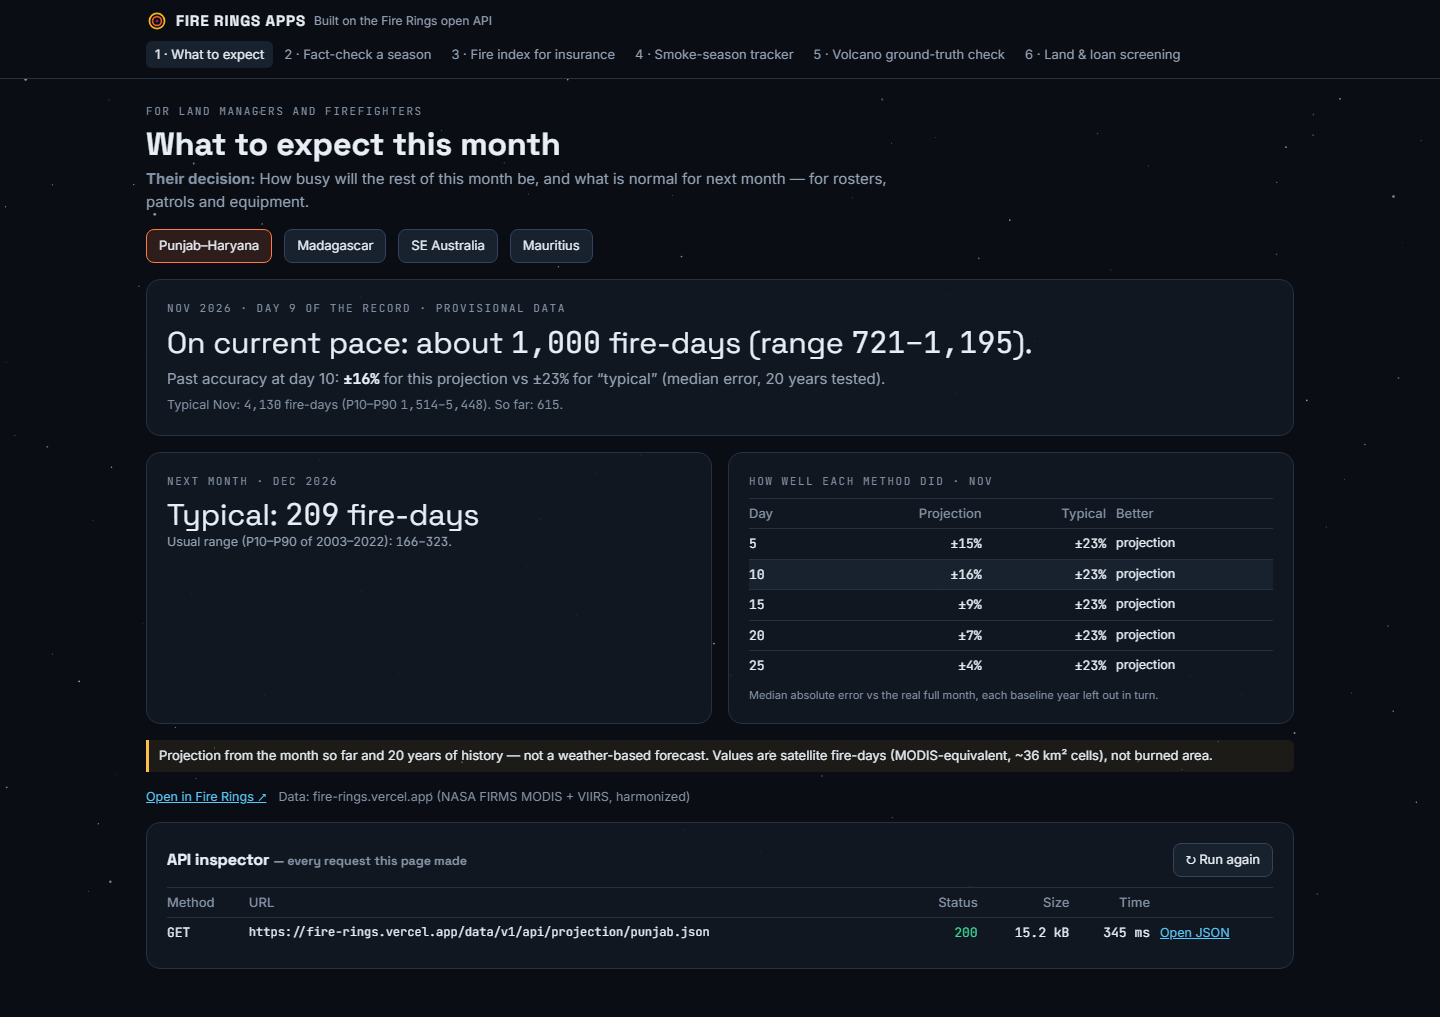 FIRE RINGS APPS Built on the Fire Rings open API
1 · What to expect 2 · Fact-check a season 3 · Fire index for insurance 4 · Smoke-season tracker 5 · Volcano ground-truth check 6 · Land & loan screening
FOR LAND MANAGERS AND FIREFIGHTERS
What to expect this month
Their decision: How busy will the rest of this month be, and what is normal for next month — for rosters,
patrols and equipment.
Punjab–Haryana Madagascar SE Australia Mauritius
NOV 2026 · DAY 9 OF THE RECORD · PROVISIONAL DATA
On current pace: about 1,000 fire-days (range 721–1,195).
Past accuracy at day 10: ±16% for this projection vs ±23% for “typical” (median error, 20 years tested).
Typical Nov: 4,130 fire-days (P10–P90 1,514–5,448). So far: 615.
NEXT MONTH · DEC 2026
Typical: 209 fire-days
Usual range (P10–P90 of 2003–2022): 166–323.
HOW WELL EACH METHOD DID · NOV
Day Projection Typical Better
5 ±15% ±23% projection
10 ±16% ±23% projection
15 ±9% ±23% projection
20 ±7% ±23% projection
25 ±4% ±23% projection
Median absolute error vs the real full month, each baseline year left out in turn.
Projection from the month so far and 20 years of history — not a weather-based forecast. Values are satellite fire-days (MODIS-equivalent, ~36 km² cells), not burned area.
Open in Fire Rings ↗ Data: fire-rings.vercel.app (NASA FIRMS MODIS + VIIRS, harmonized)
API inspector — every request this page made
↻ Run again
Method URL Status Size Time
GET https://fire-rings.vercel.app/data/v1/api/projection/punjab.json 200 15.2 kB 345 ms Open JSON